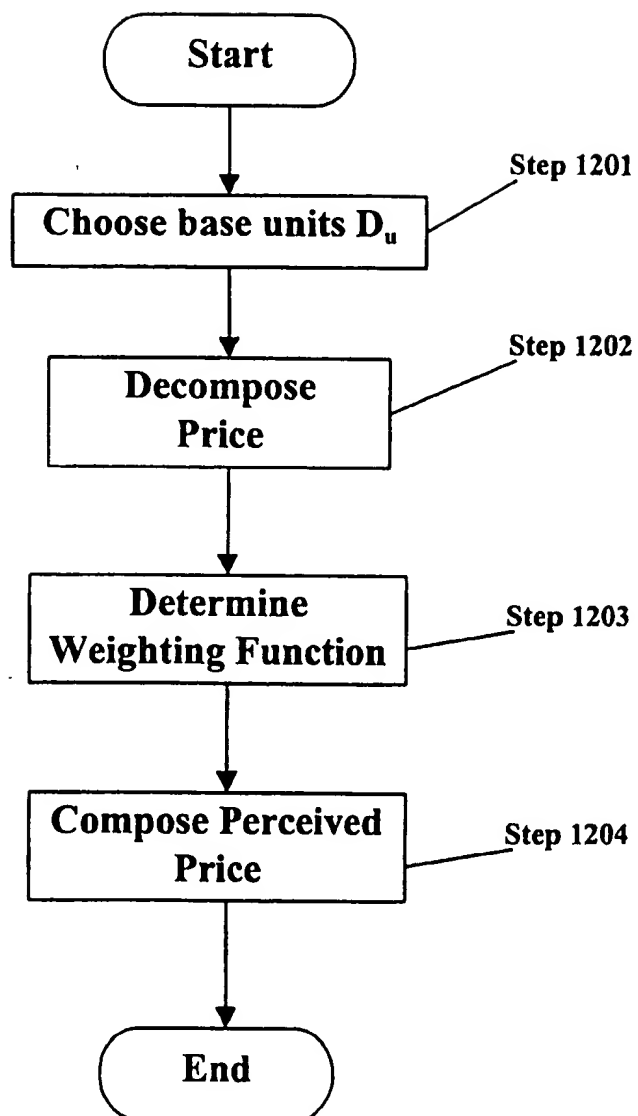 Start
Step 1201
Choose base units Du
Step 1202
Decompose
Price
Determine
Weighting Function
Step 1203
Compose Perceived
Price
Step 1204
End